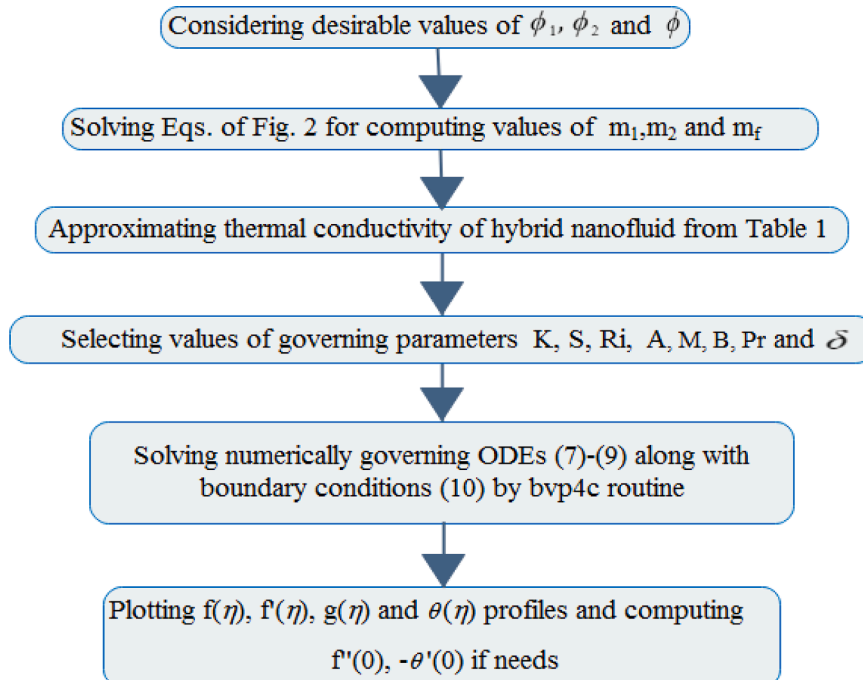 Considering desirable values of ϕ₁, ϕ₂ and ϕ
Solving Eqs. of Fig. 2 for computing values of m₁,m₂ and m_f
Approximating thermal conductivity of hybrid nanofluid from Table 1
Selecting values of governing parameters K, S, Ri, A, M, B, Pr and δ
Solving numerically governing ODEs (7)-(9) along with
boundary conditions (10) by bvp4c routine
Plotting f(η), f'(η), g(η) and θ(η) profiles and computing
f''(0), -θ'(0) if needs